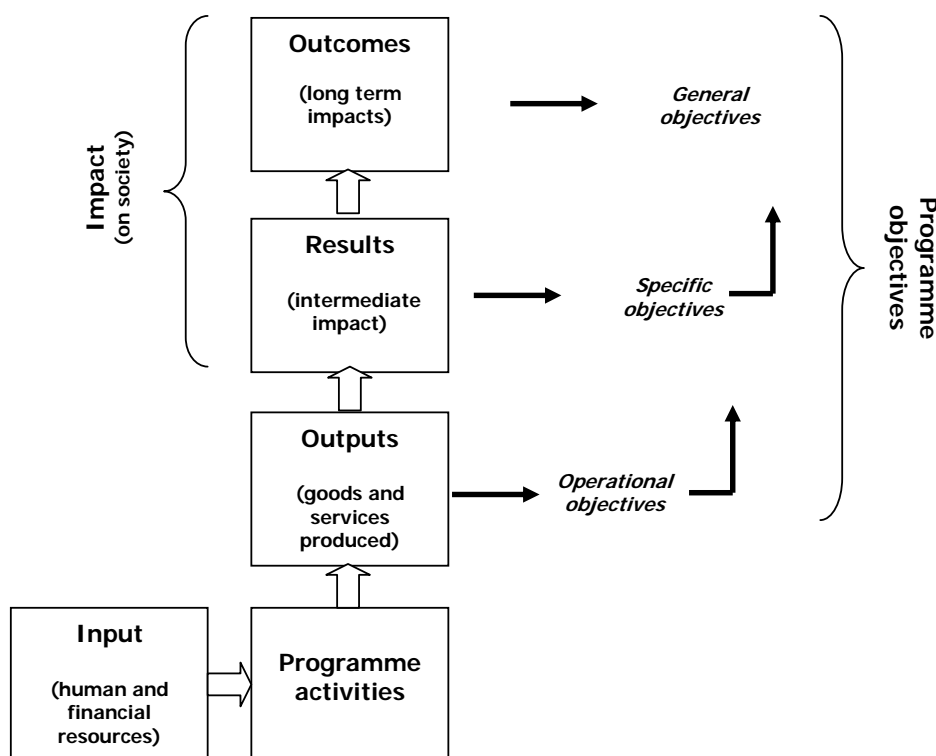 Outcomes
(long term
impacts)
General
objectives
Impact
(on society)
Results
(intermediate
impact)
Specific
objectives
Programme
objectives
Outputs
(goods and
services
produced)
Operational
objectives
Input
(human and
financial
resources)
Programme
activities